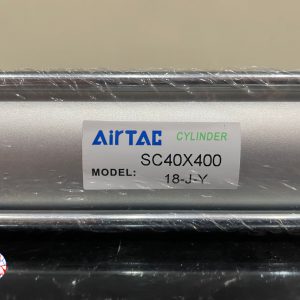 AirTAC CYLINDER
SC40X400
MODEL: 18-J-Y